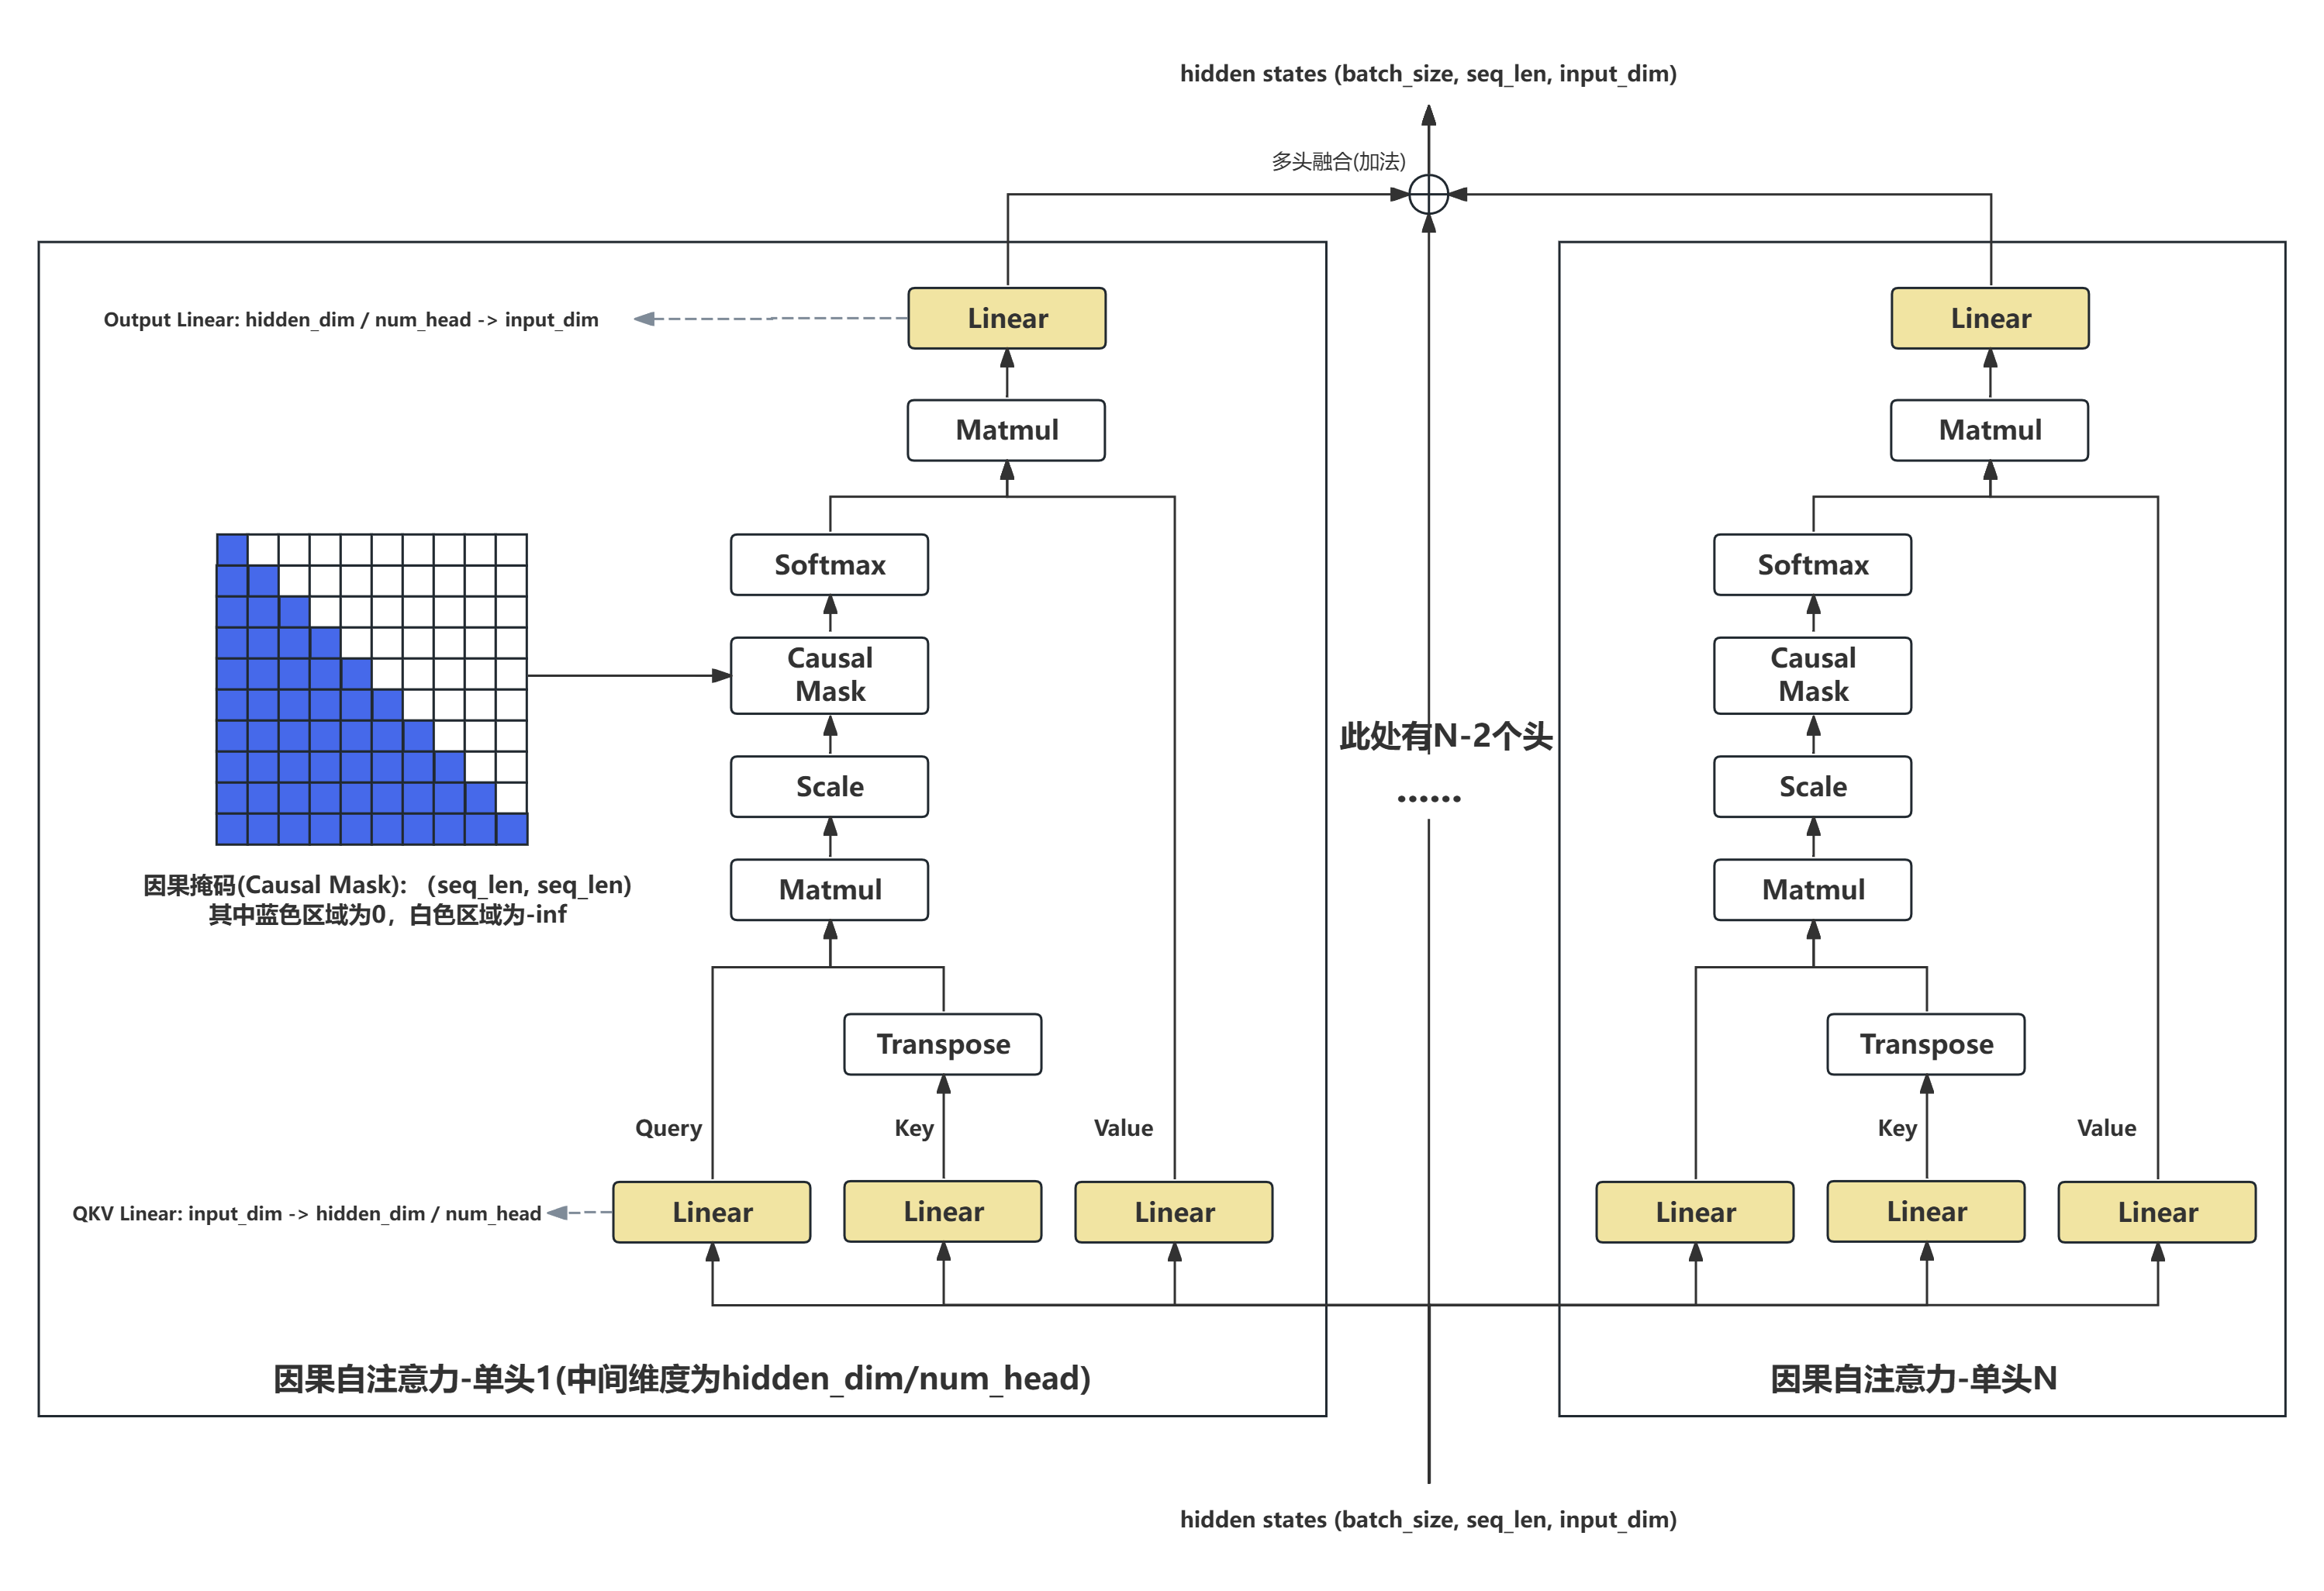 hidden states (batch_size, seq_len, input_dim)
多头融合(加法)
Output Linear: hidden_dim / num_head -> input_dim
Linear
Matmul
Softmax
Causal
Mask
Scale
Matmul
因果掩码(Causal Mask): （seq_len, seq_len)
其中蓝色区域为0，白色区域为-inf
Transpose
Query
Key
Value
QKV Linear: input_dim -> hidden_dim / num_head
Linear
Linear
Linear
因果自注意力-单头1(中间维度为hidden_dim/num_head)
此处有N-2个头
......
Linear
Matmul
Softmax
Causal
Mask
Scale
Matmul
Transpose
Key
Value
Linear
Linear
Linear
因果自注意力-单头N
hidden states (batch_size, seq_len, input_dim)